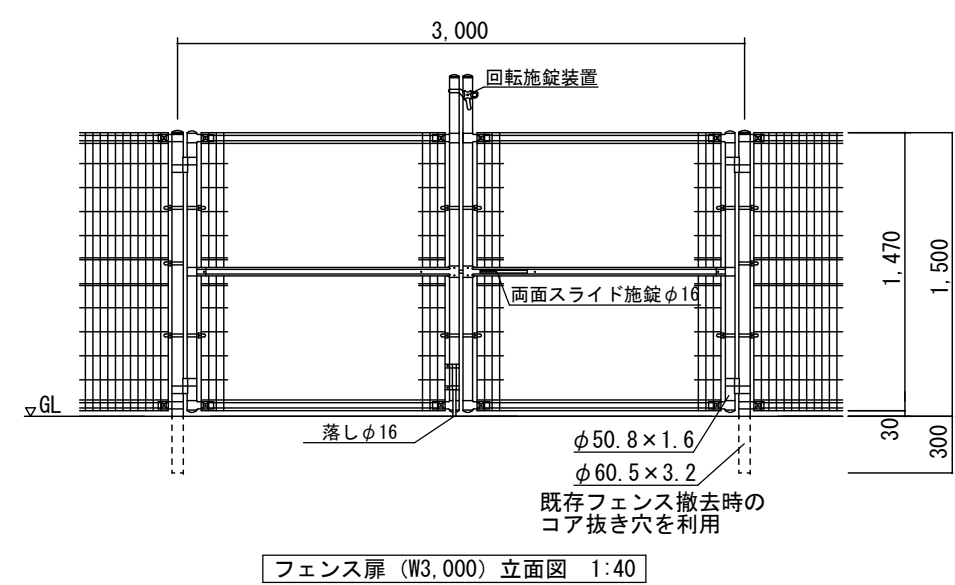 3,000
回転施錠装置
両面スライド施錠φ16
1,470
1,500
GL
落しφ16
30
300
φ50.8×1.6
φ60.5×3.2
既存フェンス撤去時の
コア抜き穴を利用
フェンス扉（W3,000）立面図 1:40